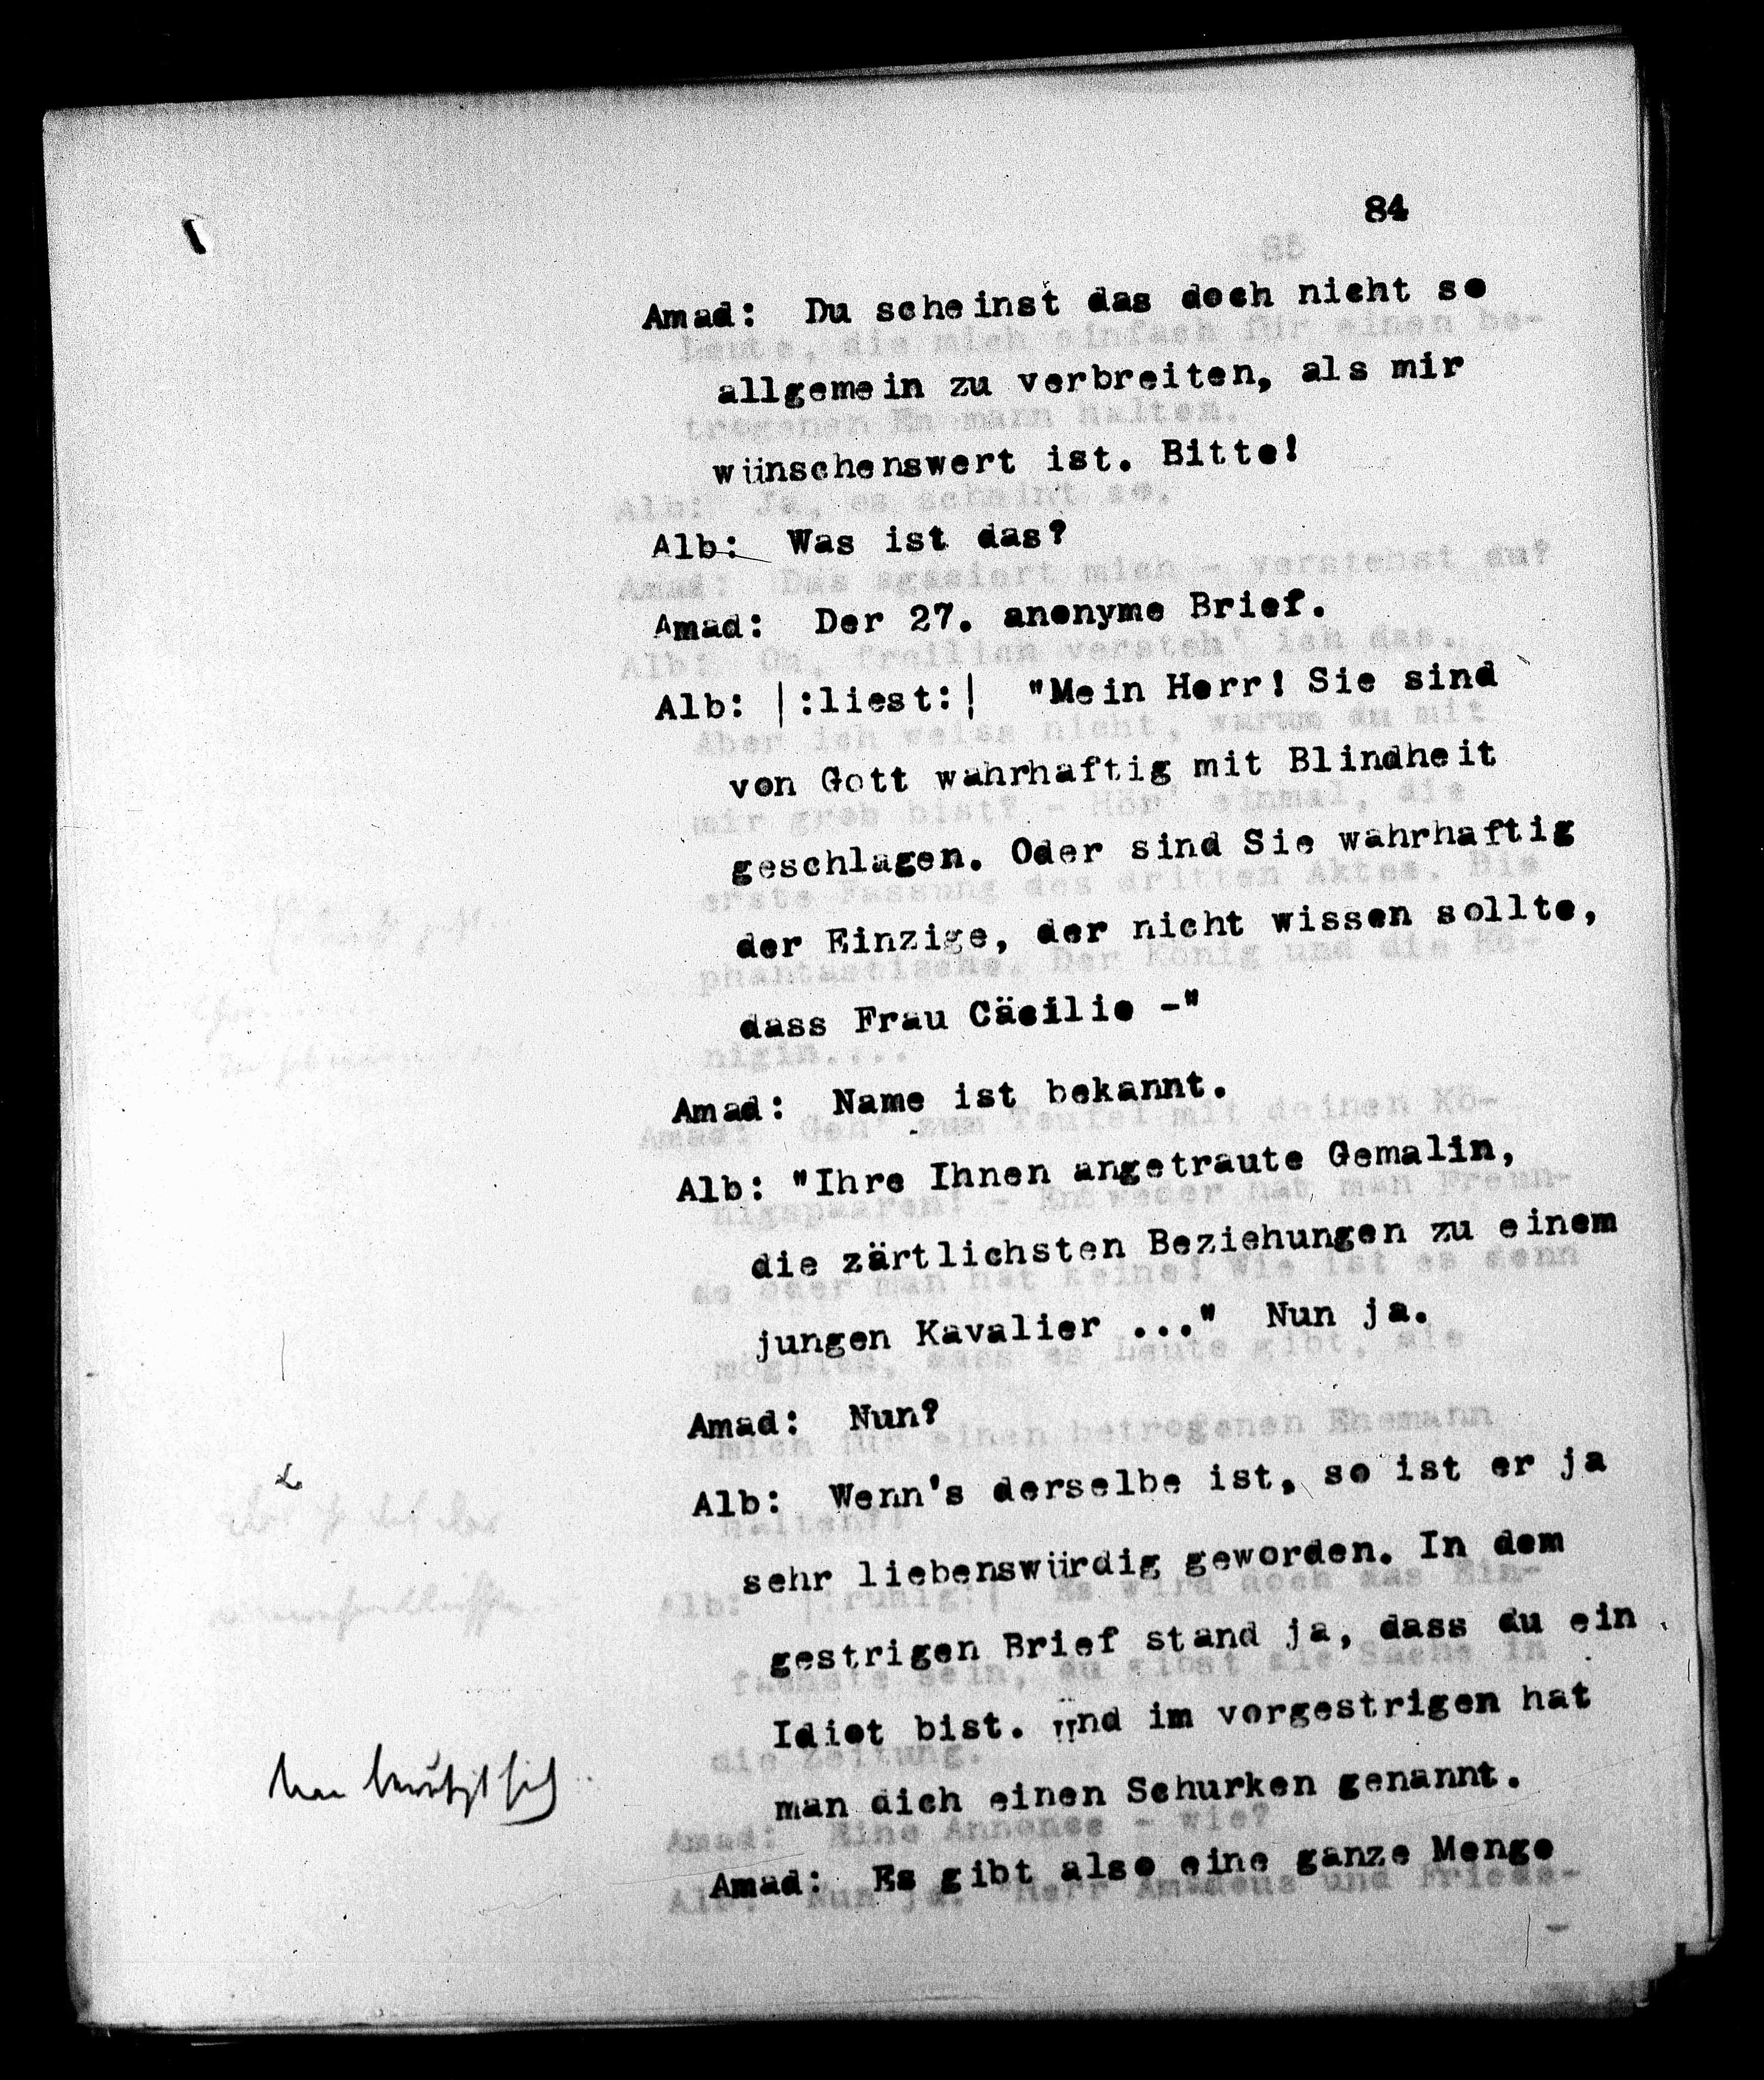 84
Amad: Du scheinst das doch nicht so
allgemein zu verbreiten, als mir
wünschenswert ist. Bitte!
Alb: Was ist das?
Amad: Der 27. anonyme Brief.
Alb: |:liest:| "Mein Herr! Sie sind
von Gott wahrhaftig mit Blindheit
geschlagen. Oder sind Sie wahrhaftig
der Einzige, der nicht wissen sollte,
dass Frau Cäcilie -"
Amad: Name ist bekannt.
Alb: "Ihre Ihnen angetraute Gemalin,
die zärtlichsten Beziehungen zu einem
jungen Kavalier ..." Nun ja.
Amad: Nun?
Alb: Wenn's derselbe ist, so ist er ja
sehr liebenswürdig geworden. In dem
gestrigen Brief stand ja, dass du ein
Idiot bist. Und im vorgestrigen hat
man dich einen Schurken genannt.
Amad: Es gibt also eine ganze Menge